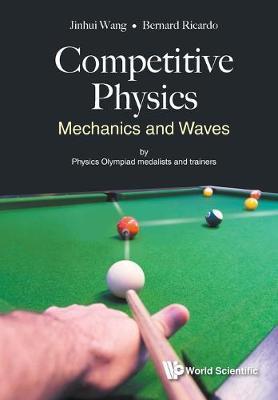 Jinhui Wang • Bernard Ricardo
Competitive Physics
Mechanics and Waves
by
Physics Olympiad medalists and trainers
World Scientific